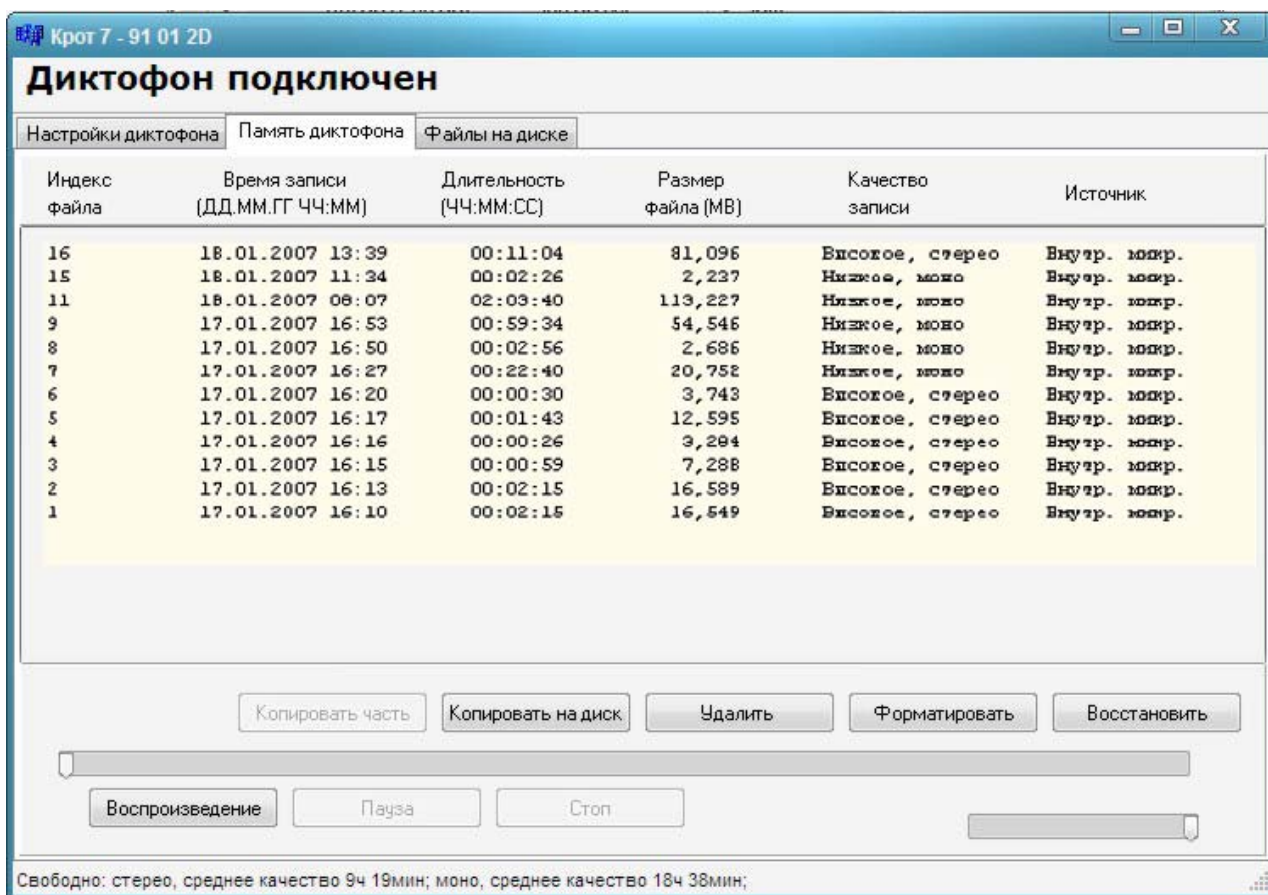 Крот 7 - 91 01 2D
Диктофон подключен
Настройки диктофона Память диктофона Файлы на диске
Индекс файла Время записи (ДД.ММ.ГГ ЧЧ:ММ) Длительность (ЧЧ:ММ:СС) Размер файла (МВ) Качество записи Источник
16 18.01.2007 13:39 00:11:04 81,096 Высокое, стерео Внутр. микр.
15 18.01.2007 11:34 00:02:26 2,237 Низкое, моно Внутр. микр.
11 18.01.2007 08:07 02:03:40 113,227 Низкое, моно Внутр. микр.
9 17.01.2007 16:53 00:59:34 54,546 Низкое, моно Внутр. микр.
8 17.01.2007 16:50 00:02:56 2,686 Низкое, моно Внутр. микр.
7 17.01.2007 16:27 00:22:40 20,752 Низкое, моно Внутр. микр.
6 17.01.2007 16:20 00:00:30 3,743 Высокое, стерео Внутр. микр.
5 17.01.2007 16:17 00:01:43 12,595 Высокое, стерео Внутр. микр.
4 17.01.2007 16:16 00:00:26 3,284 Высокое, стерео Внутр. микр.
3 17.01.2007 16:15 00:00:59 7,288 Высокое, стерео Внутр. микр.
2 17.01.2007 16:13 00:02:15 16,589 Высокое, стерео Внутр. микр.
1 17.01.2007 16:10 00:02:15 16,549 Высокое, стерео Внутр. микр.
Копировать часть Копировать на диск Удалить Форматировать Восстановить
Воспроизведение Пауза Стоп
Свободно: стерео, среднее качество 9ч 19мин; моно, среднее качество 18ч 38мин;